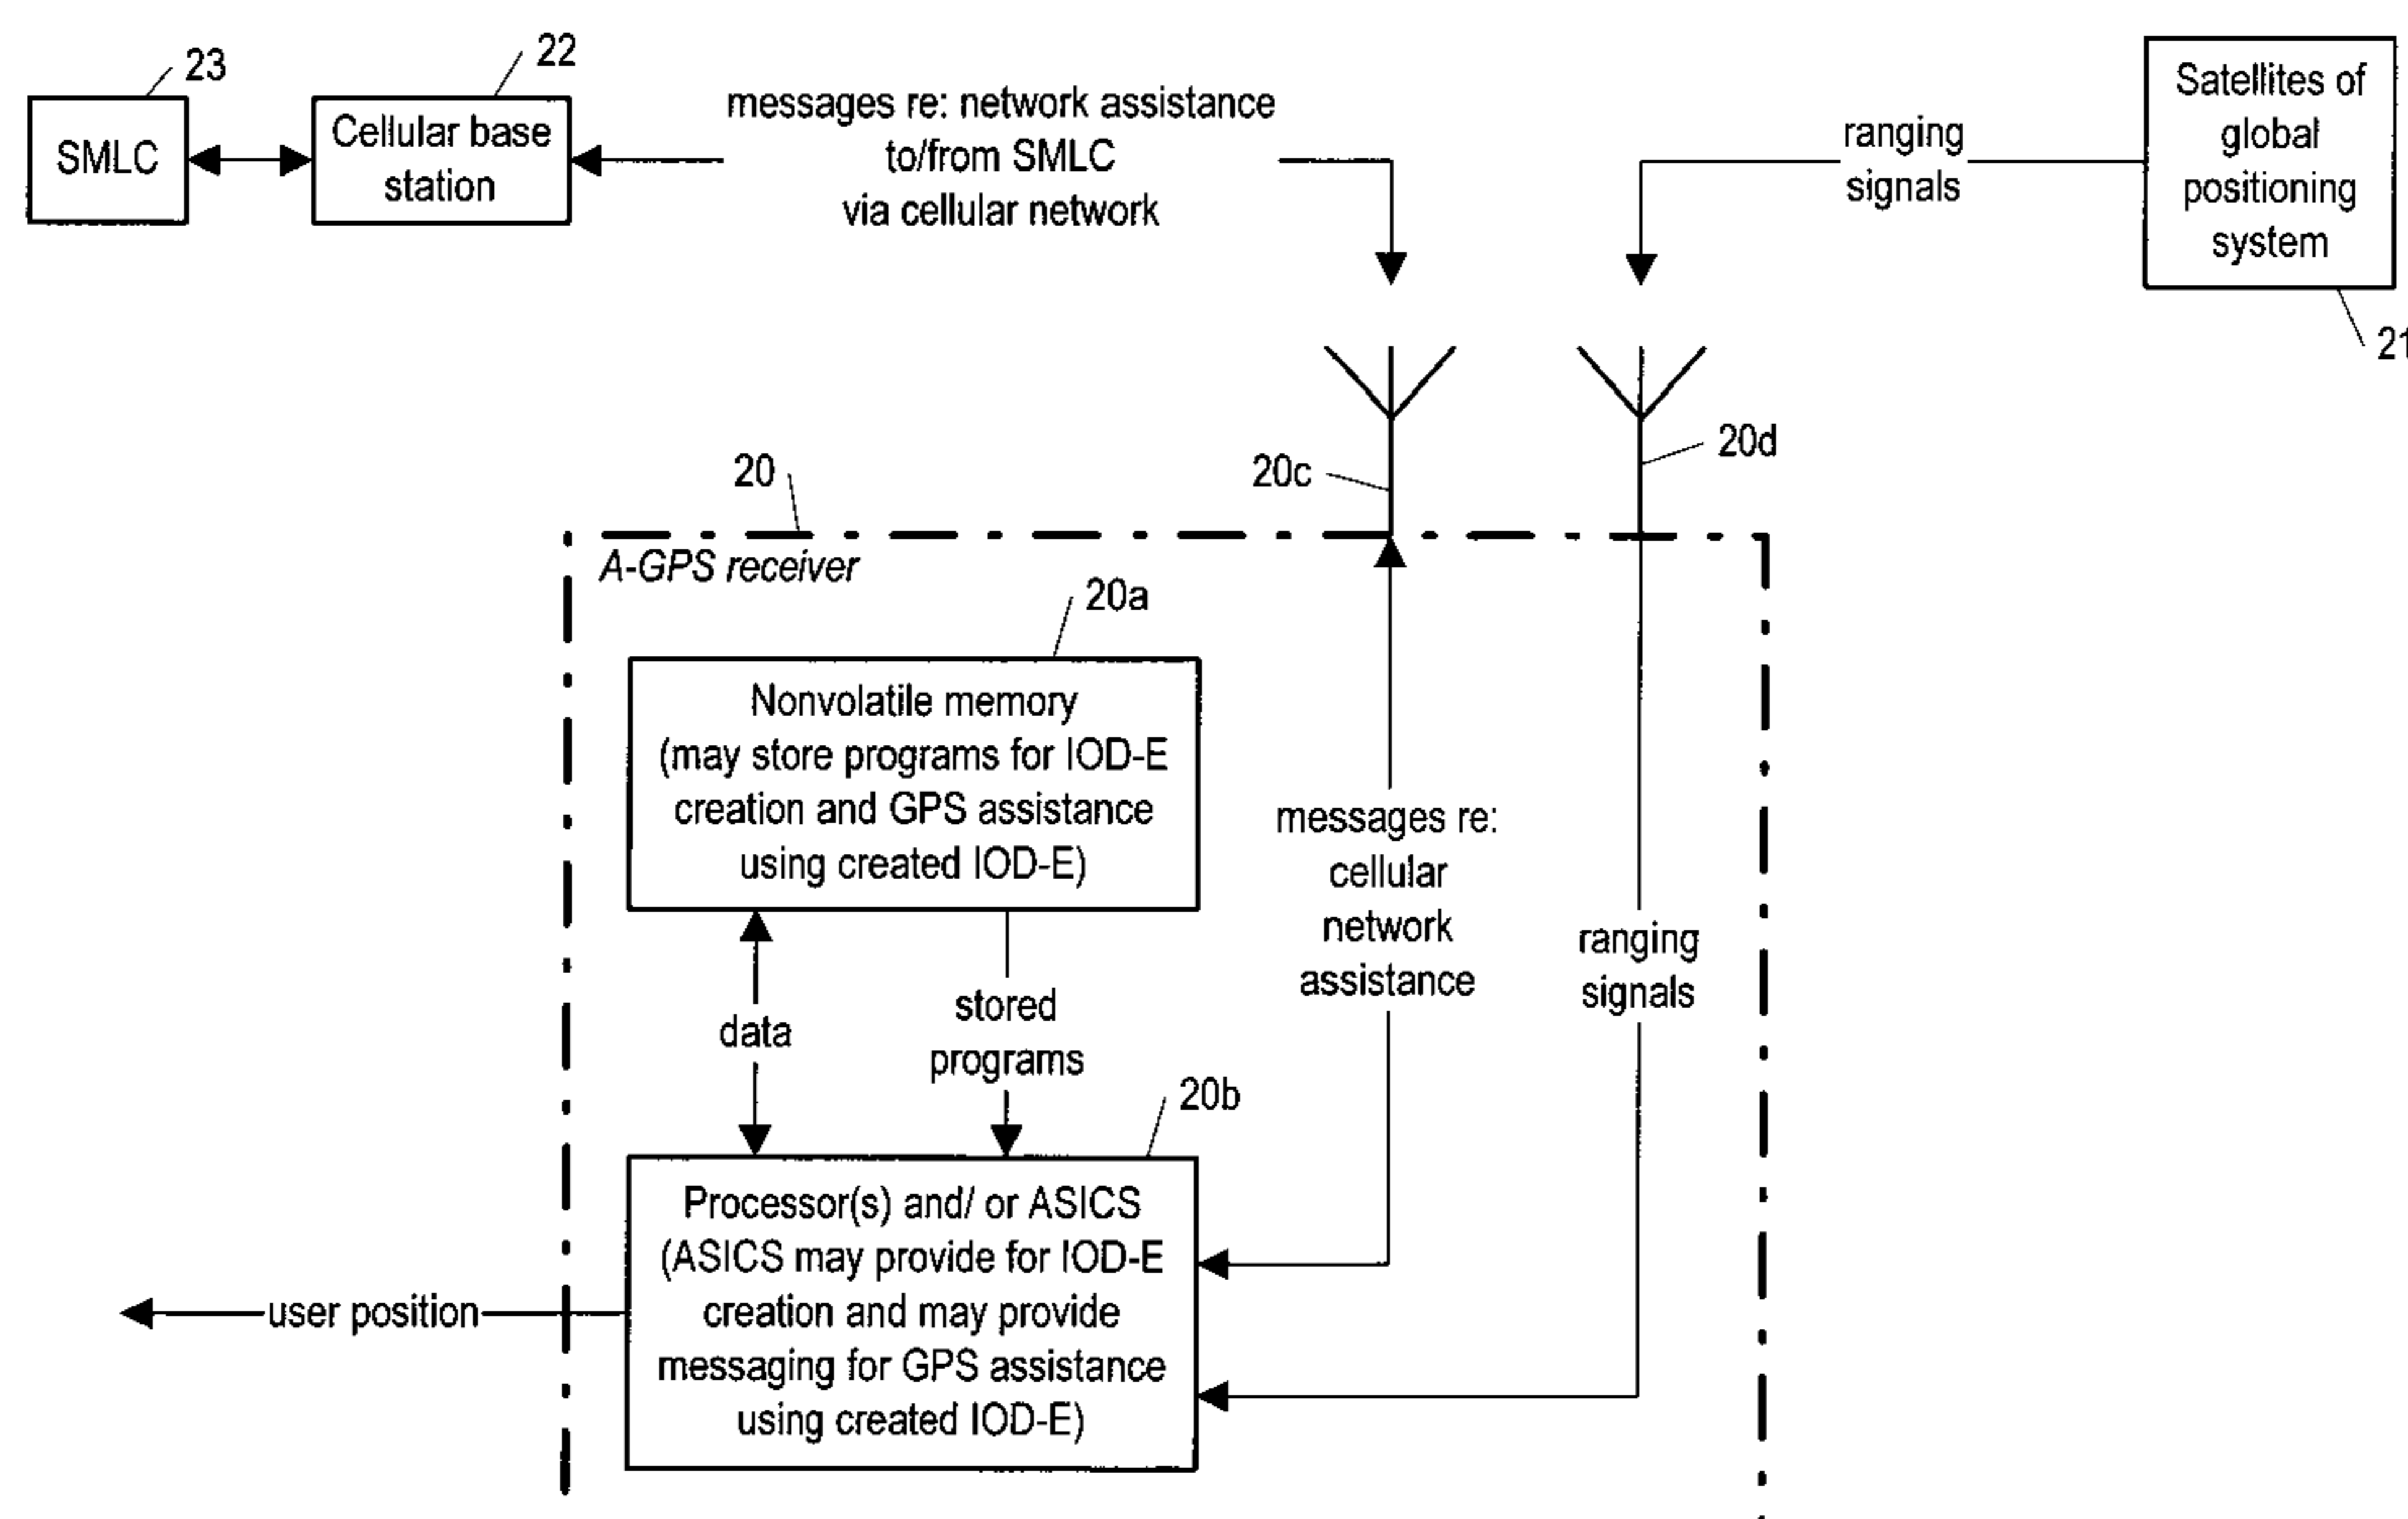 23
22
SMLC
Cellular base
station
messages re: network assistance
to/from SMLC
via cellular network
ranging
signals
Satellites of
global
positioning
system
21
20
20c
20d
A-GPS receiver
20a
Nonvolatile memory
(may store programs for IOD-E
creation and GPS assistance
using created IOD-E)
messages re:
cellular
network
assistance
ranging
signals
data
stored
programs
20b
Processor(s) and/ or ASICS
(ASICS may provide for IOD-E
creation and may provide
messaging for GPS assistance
using created IOD-E)
user position